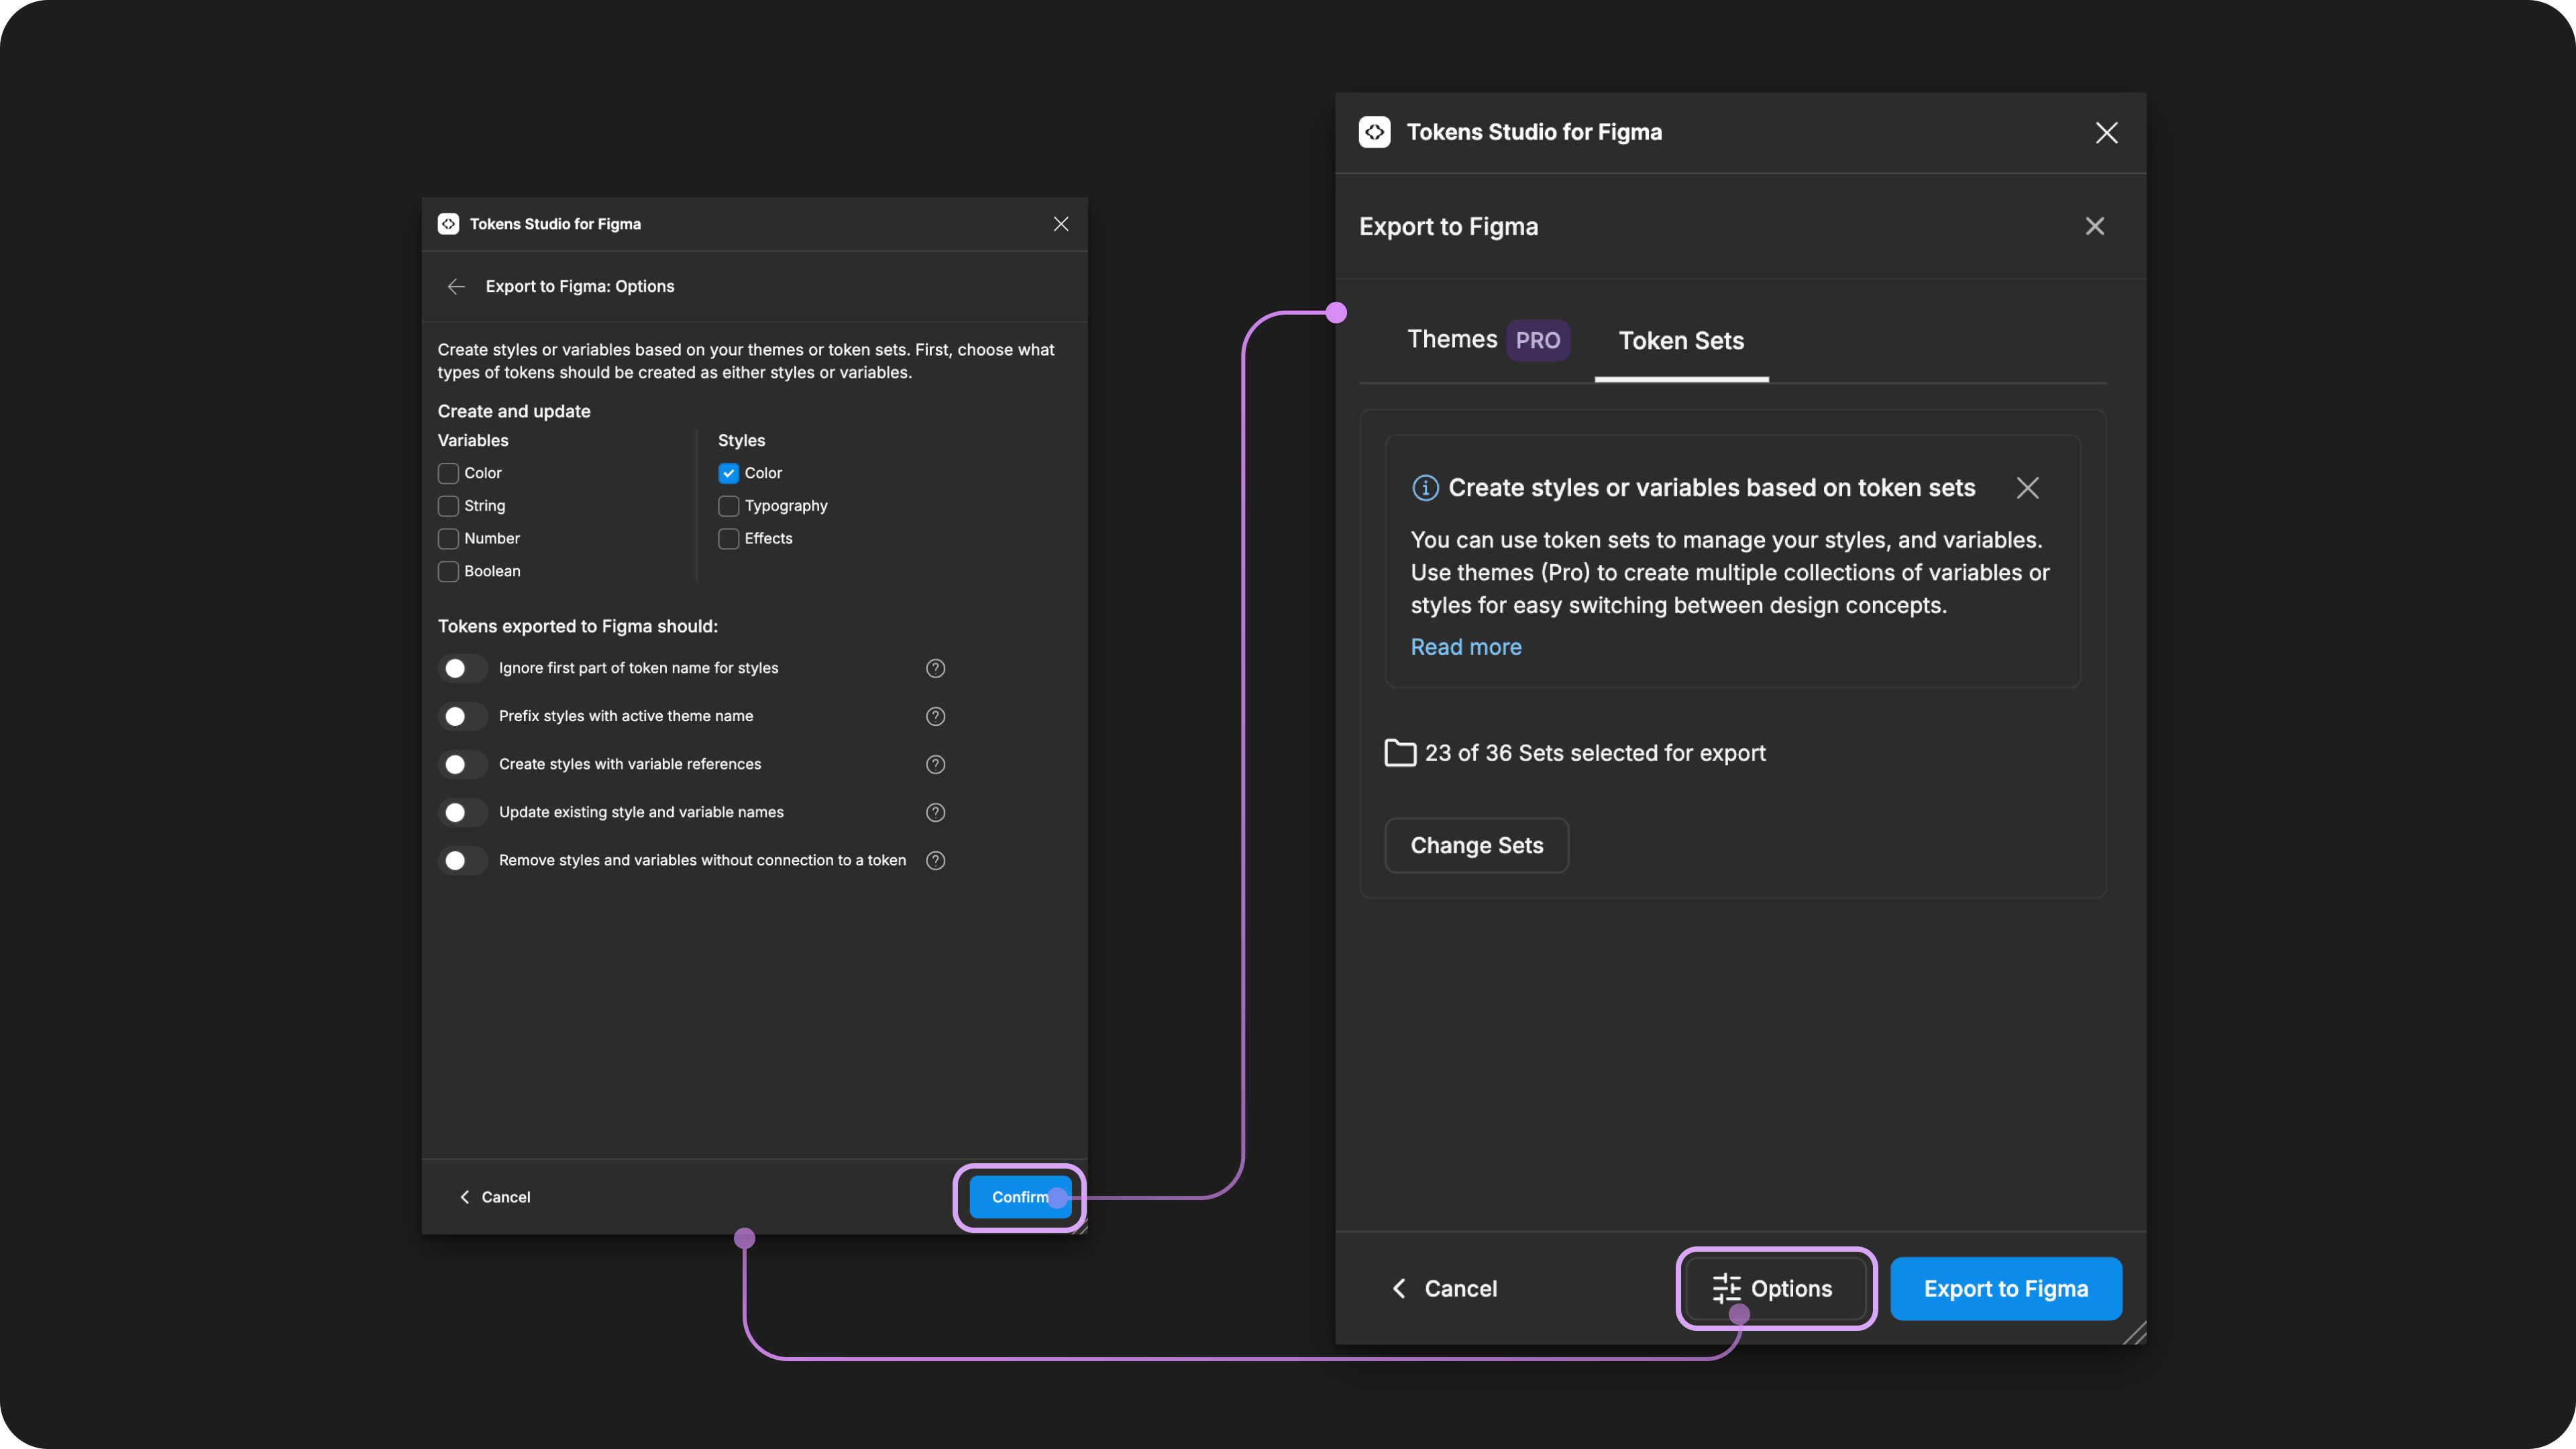 Tokens Studio for Figma
Export to Figma: Options
Create styles or variables based on your themes or token sets. First, choose what
types of tokens should be created as either styles or variables.
Create and update
Variables
Color
String
Number
Boolean
Styles
Color
Typography
Effects
Tokens exported to Figma should:
Ignore first part of token name for styles
Prefix styles with active theme name
Create styles with variable references
Update existing style and variable names
Remove styles and variables without connection to a token
Cancel
Confirm
Tokens Studio for Figma
Export to Figma
Themes PRO
Token Sets
Create styles or variables based on token sets
You can use token sets to manage your styles, and variables.
Use themes (Pro) to create multiple collections of variables or
styles for easy switching between design concepts.
Read more
23 of 36 Sets selected for export
Change Sets
Cancel
Options
Export to Figma